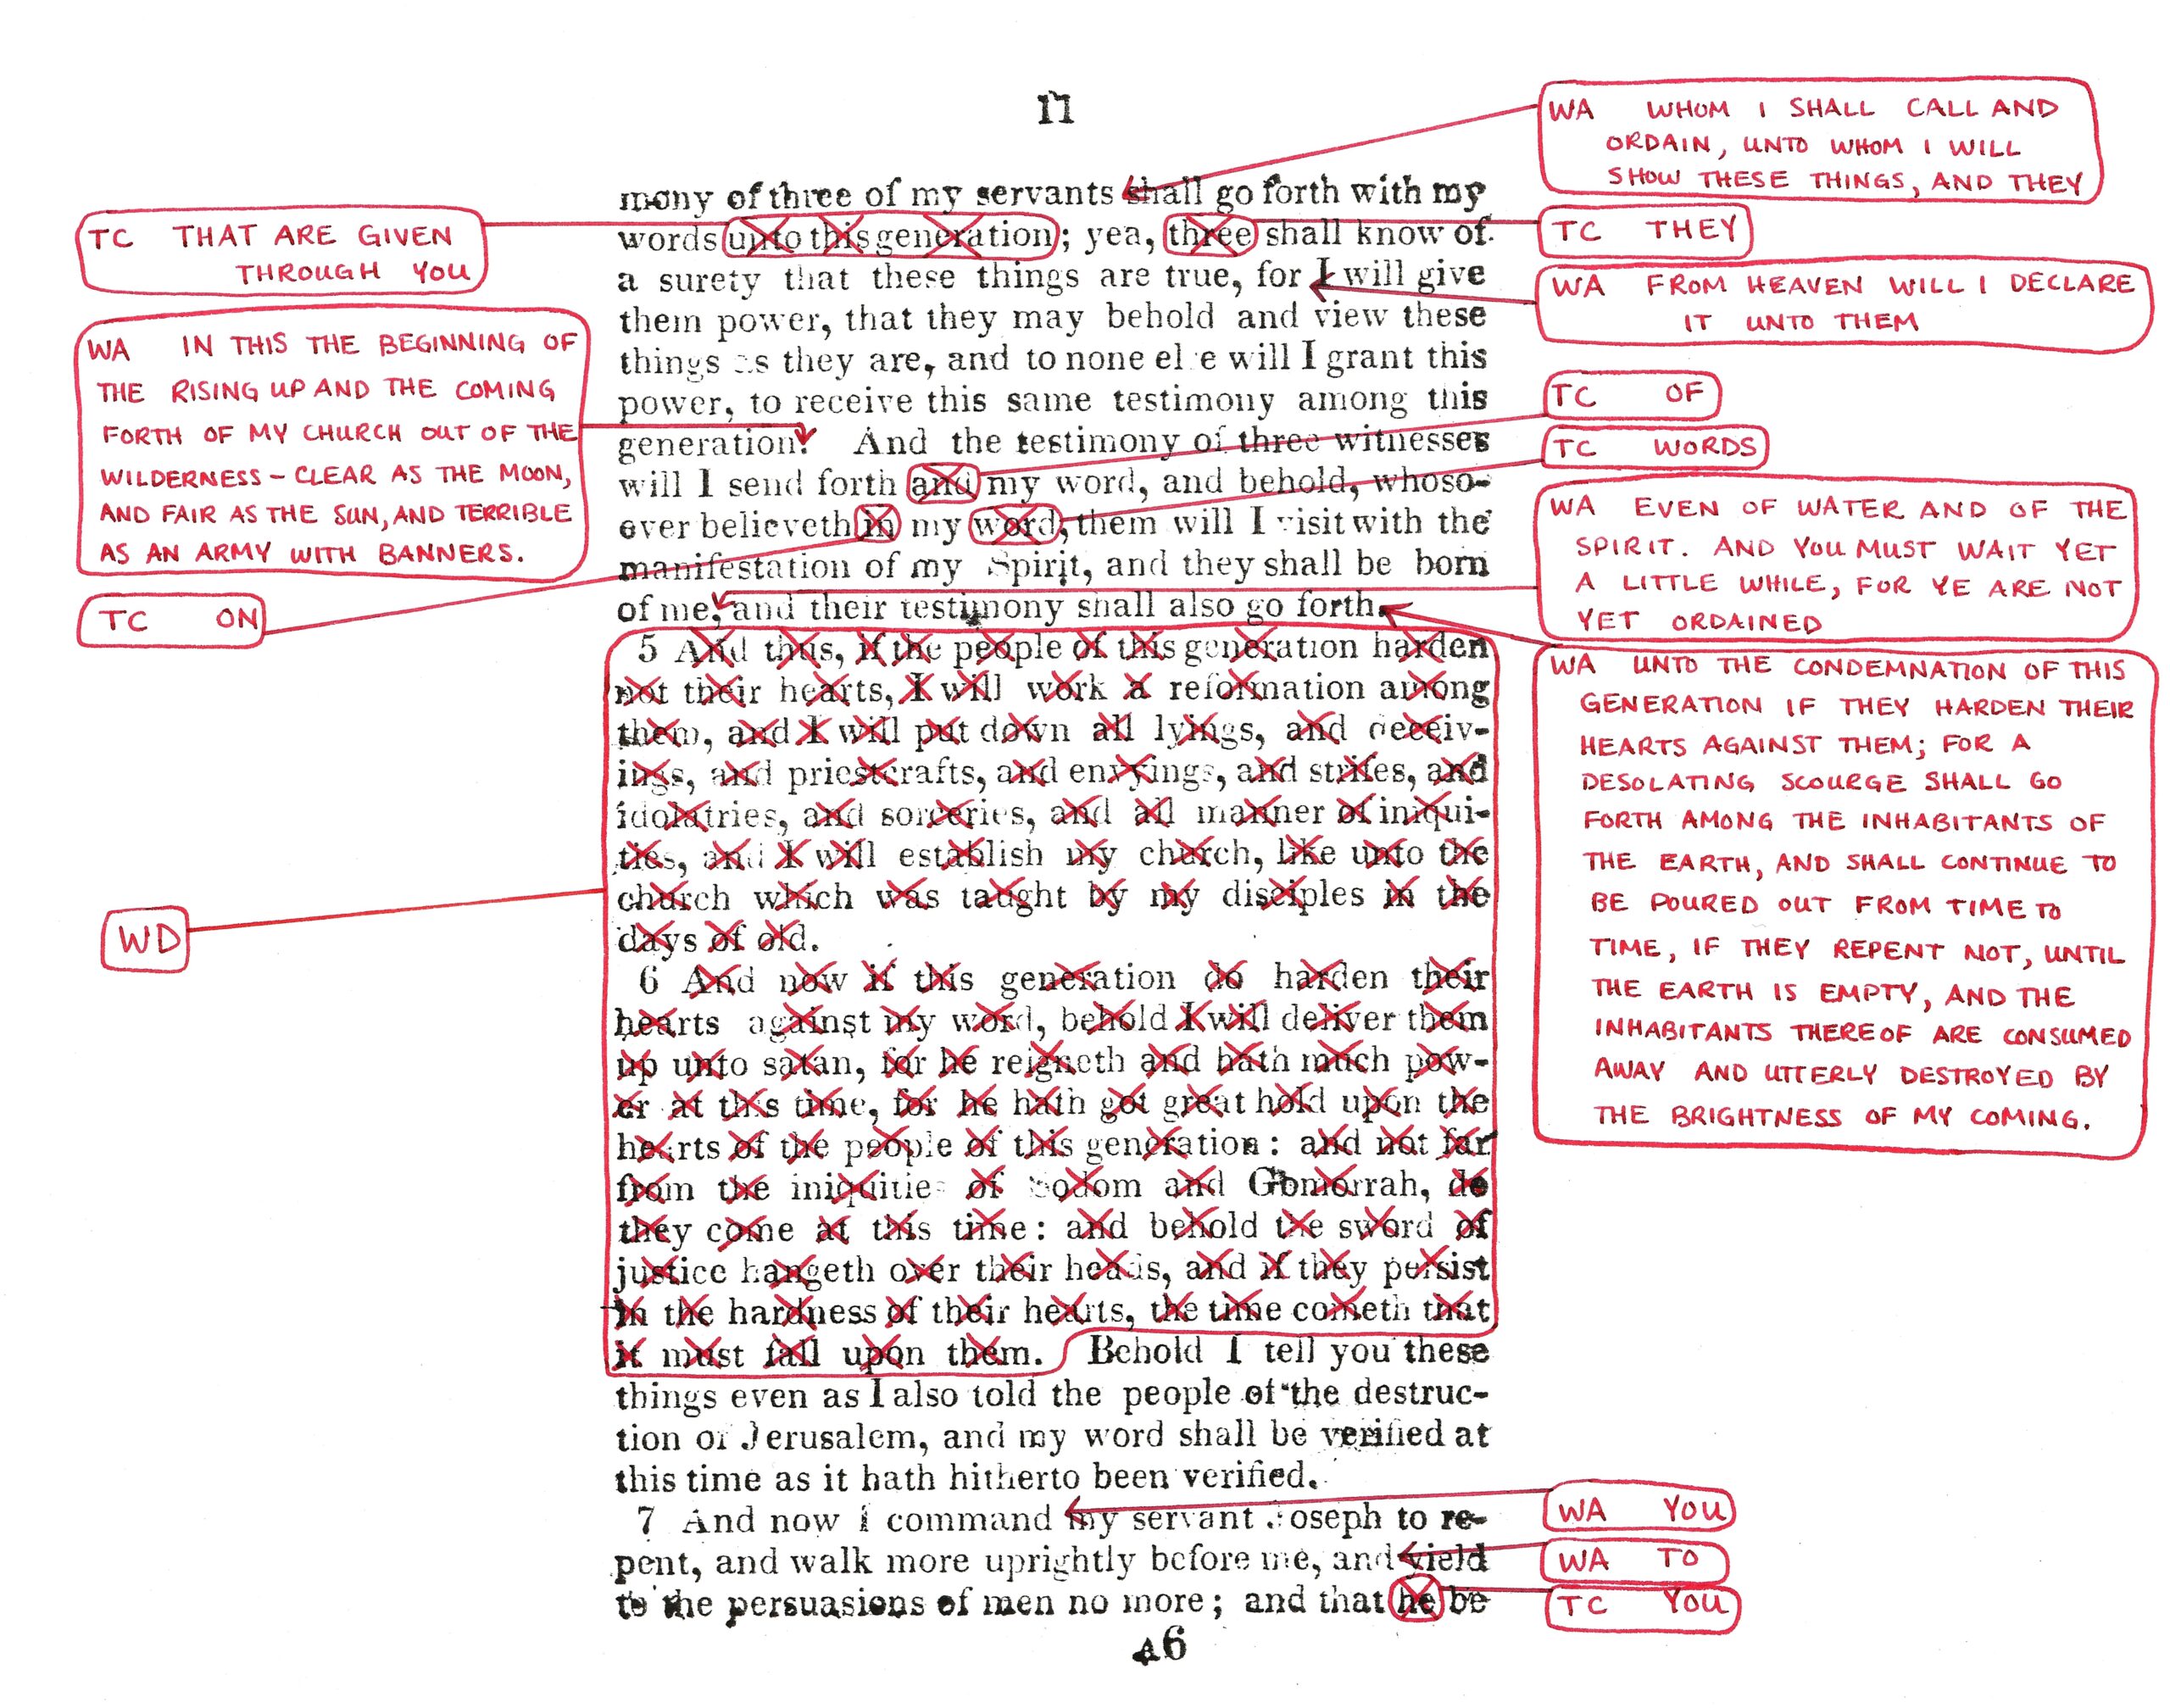 11
many of three of my servants shall go forth with my
words unto this generation; yea, three shall know of
a surety that these things are true, for I will give
them power, that they may behold and view these
things as they are, and to none el e will I grant this
power, to receive this same testimony among this
generation. And the testimony of three witnesses
will I send forth and my word, and behold, whoso-
ever believeth in my word, them will I visit with the
manifestation of my Spirit, and they shall be born
of me, and their testimony shall also go forth.
5 And thus, if the people of this generation harden
not their hearts, I will work a reformation among
them, and I will put down all lyings, and deceiv-
ings, and priestcrafts, and envyings, and strifes, and
idolatries, and sorceries, and all manner of iniqui-
ties, and I will establish my church, like unto the
church which was taught by my disciples in the
days of old.
6 And now if this generation do harden their
hearts against my word, behold I will deliver them
up unto satan, for he reigneth and hath much pow-
er at this time, for he hath got great hold upon the
hearts of the people of this generation: and not far
from the iniquities of Sodom and Gomorrah, do
they come at this time: and behold the sword of
justice hangeth over their heads, and if they persist
in the hardness of their hearts, the time cometh that
it must fall upon them. Behold I tell you these
things even as I also told the people of the destruc-
tion of Jerusalem, and my word shall be verified at
this time as it hath hitherto been verified.
7 And now I command my servant Joseph to re-
pent, and walk more uprightly before me, and yield
to the persuasions of men no more; and that he be
A6
TC THAT ARE GIVEN
THROUGH YOU
WA IN THIS THE BEGINNING OF
THE RISING UP AND THE COMING
FORTH OF MY CHURCH OUT OF THE
WILDERNESS – CLEAR AS THE MOON,
AND FAIR AS THE SUN, AND TERRIBLE
AS AN ARMY WITH BANNERS.
TC ON
WD
WA WHOM I SHALL CALL AND
ORDAIN, UNTO WHOM I WILL
SHOW THESE THINGS, AND THEY
TC THEY
WA FROM HEAVEN WILL I DECLARE
IT UNTO THEM
TC OF
TC WORDS
WA EVEN OF WATER AND OF THE
SPIRIT. AND YOU MUST WAIT YET
A LITTLE WHILE, FOR YE ARE NOT
YET ORDAINED
WA UNTO THE CONDEMNATION OF THIS
GENERATION IF THEY HARDEN THEIR
HEARTS AGAINST THEM; FOR A
DESOLATING SCOURGE SHALL GO
FORTH AMONG THE INHABITANTS OF
THE EARTH, AND SHALL CONTINUE TO
BE POURED OUT FROM TIME TO
TIME, IF THEY REPENT NOT, UNTIL
THE EARTH IS EMPTY, AND THE
INHABITANTS THEREOF ARE CONSUMED
AWAY AND UTTERLY DESTROYED BY
THE BRIGHTNESS OF MY COMING.
WA YOU
WA TO
TC YOU